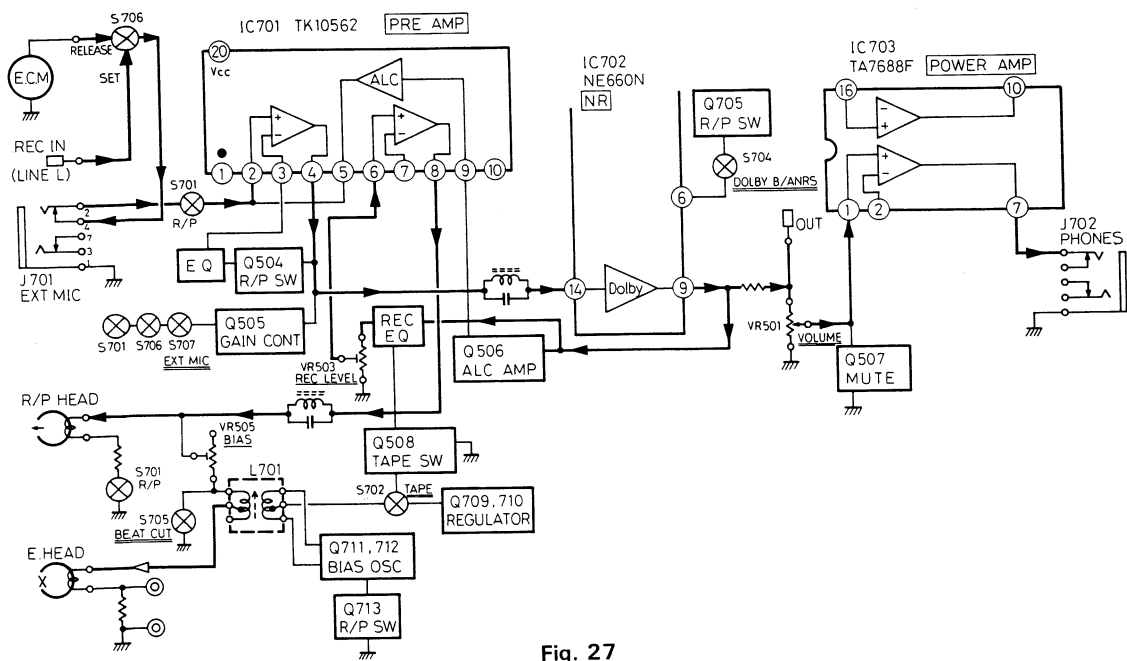 S706
RELEASE
SET
E.C.M
REC IN
(LINE L)
IC701 TK10562 PRE AMP
20
Vcc
ALC
+
-
+
-
1 2 3 4 5 6 7 8 9 10
S701
R/P
2
4
7
3
1
J701
EXT MIC
EQ
Q504
R/P SW
S701 S706 S707
EXT MIC
Q505
GAIN CONT
IC702
NE660N
NR
14
Dolby
9
6
Q705
R/P SW
S704
DOLBY B/ANRS
IC703
TA7688F POWER AMP
16
10
-
+
+
-
1
2
7
OUT
VR501
VOLUME
Q507
MUTE
J702
PHONES
REC
EQ
Q506
ALC AMP
VR503
REC LEVEL
R/P HEAD
S701
R/P
VR505
BIAS
L701
S705
BEAT CUT
Q508
TAPE SW
S702
TAPE
Q709, 710
REGULATOR
Q711, 712
BIAS OSC
Q713
R/P SW
E.HEAD
X
Fig. 27